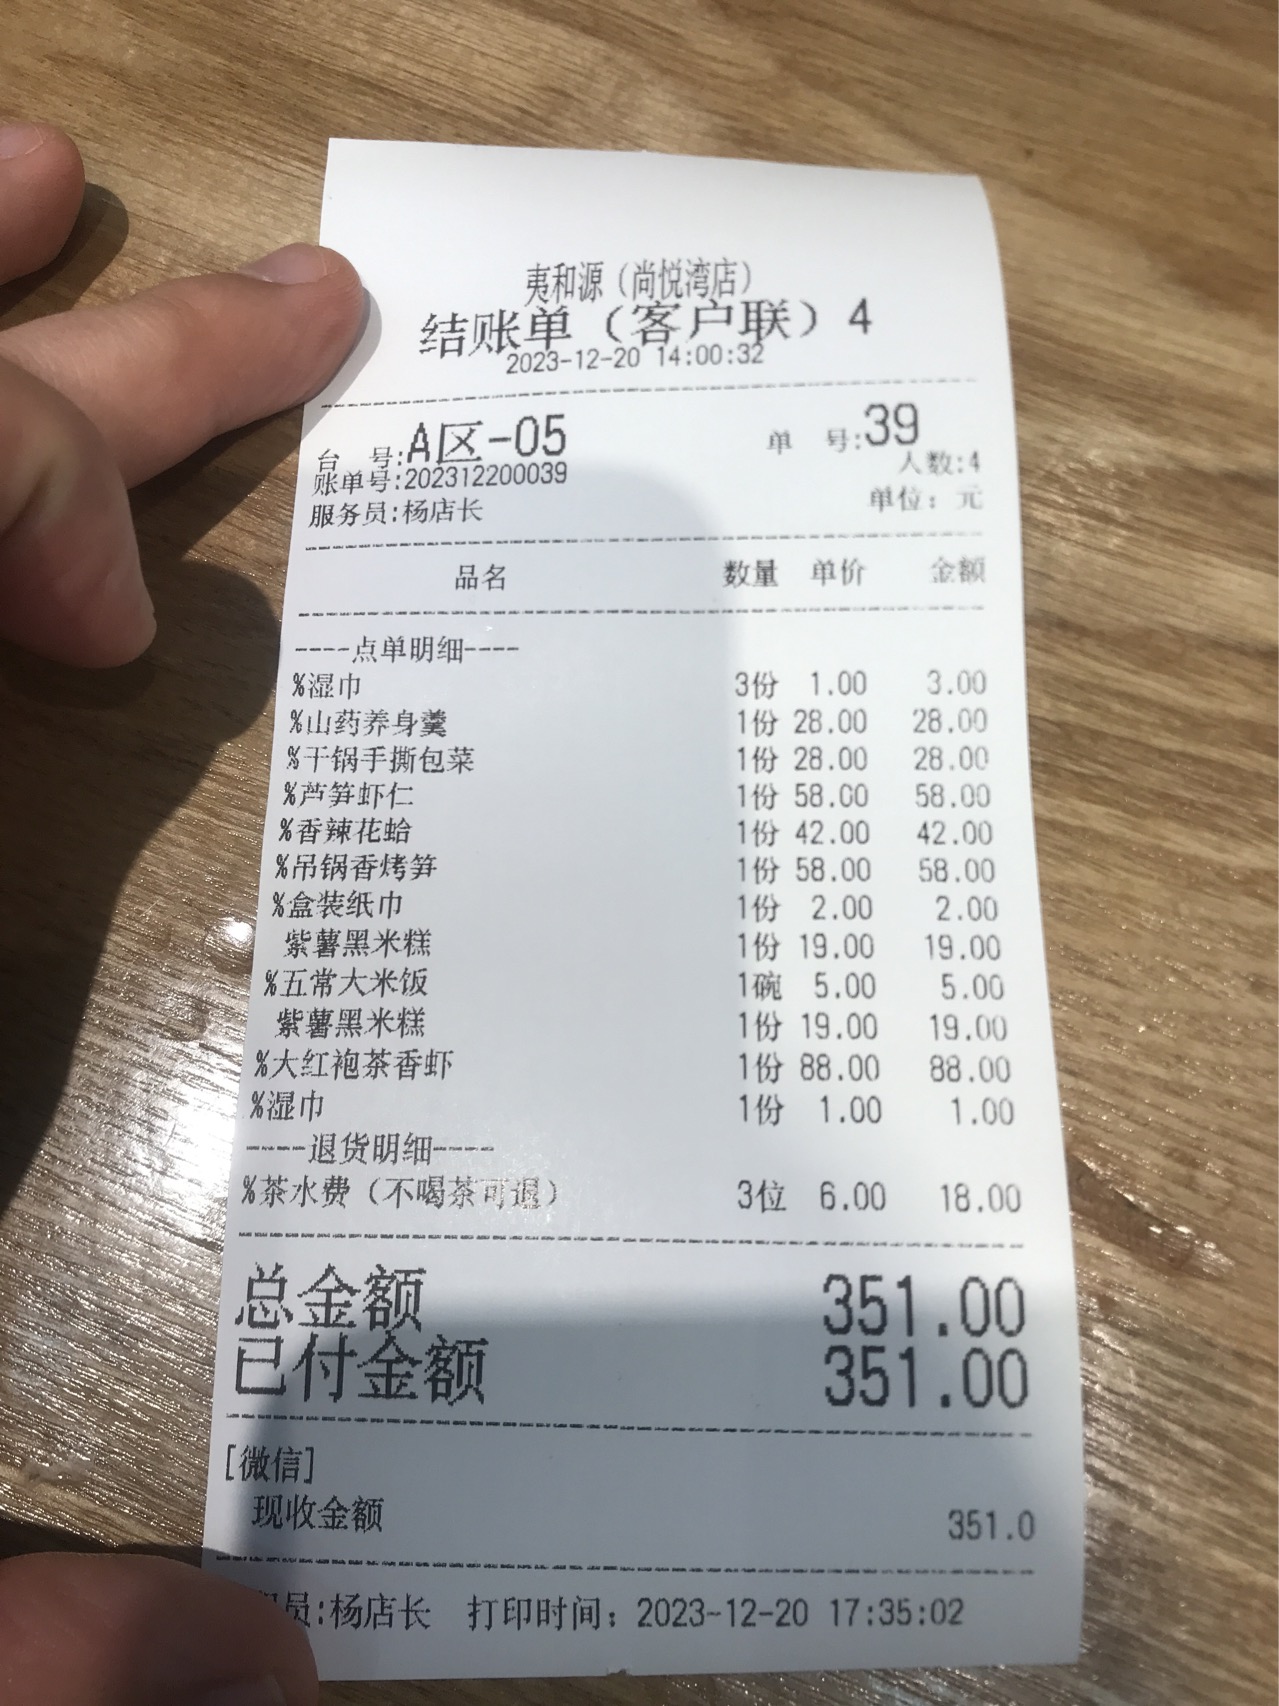 夷和源（尚悦湾店）
结账单（客户联）4
2023-12-20 14:00:32
台 号:A区-05 单 号:39
人数:4
账单号:202312200039
单位：元
服务员:杨店长
品名 数量 单价 金额
----点单明细----
%湿巾 3份 1.00 3.00
%山药养身羹 1份 28.00 28.00
%干锅手撕包菜 1份 28.00 28.00
%芦笋虾仁 1份 58.00 58.00
%香辣花蛤 1份 42.00 42.00
%吊锅香烤笋 1份 58.00 58.00
%盒装纸巾 1份 2.00 2.00
紫薯黑米糕 1份 19.00 19.00
%五常大米饭 1碗 5.00 5.00
紫薯黑米糕 1份 19.00 19.00
%大红袍茶香虾 1份 88.00 88.00
%湿巾 1份 1.00 1.00
----退货明细----
%茶水费（不喝茶可退） 3位 6.00 18.00
总金额 351.00
已付金额 351.00
[微信]
现收金额 351.0
员:杨店长 打印时间：2023-12-20 17:35:02